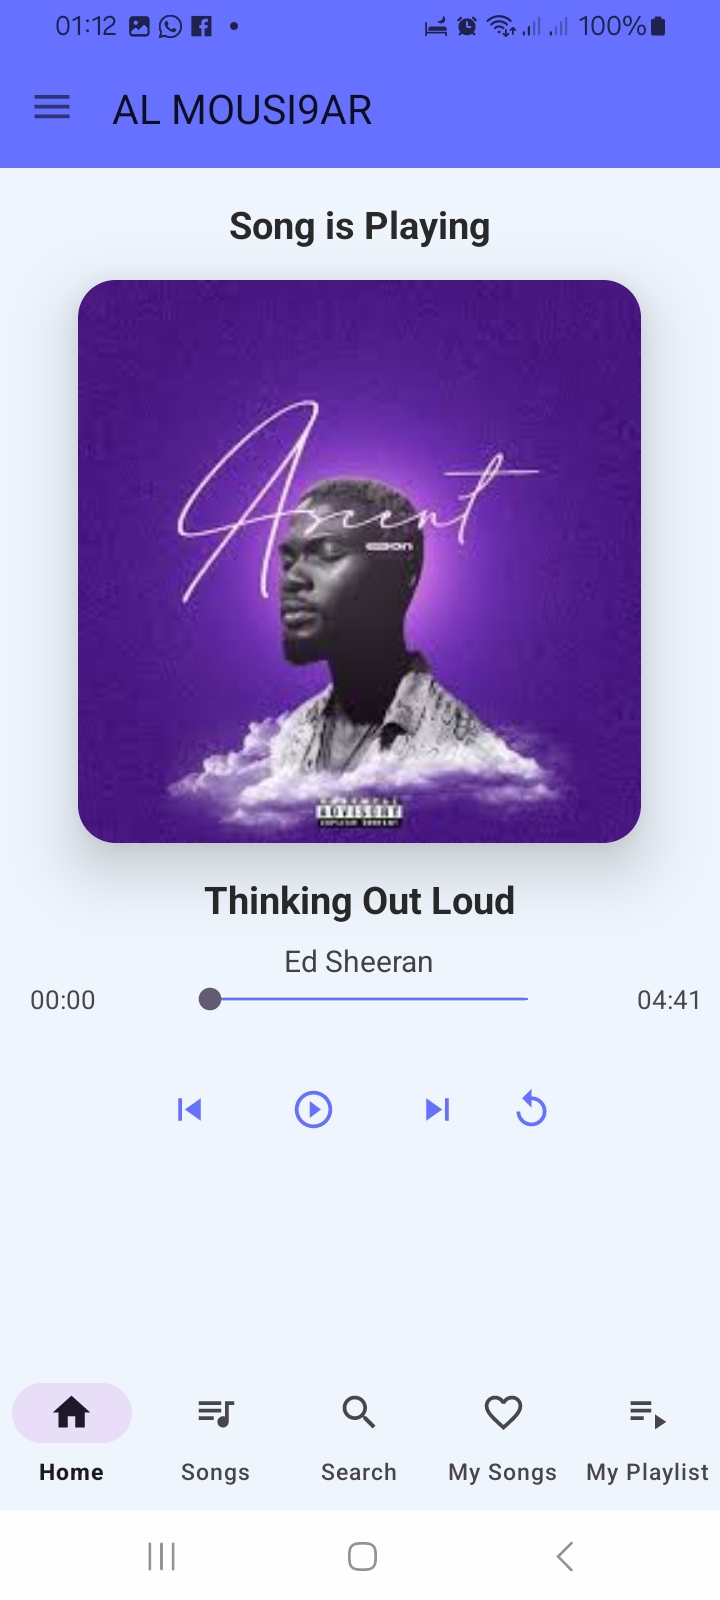 01:12
100%
AL MOUSI9AR
Song is Playing
Ascent
ADVISORY
Thinking Out Loud
Ed Sheeran
00:00
04:41
Home
Songs
Search
My Songs
My Playlist